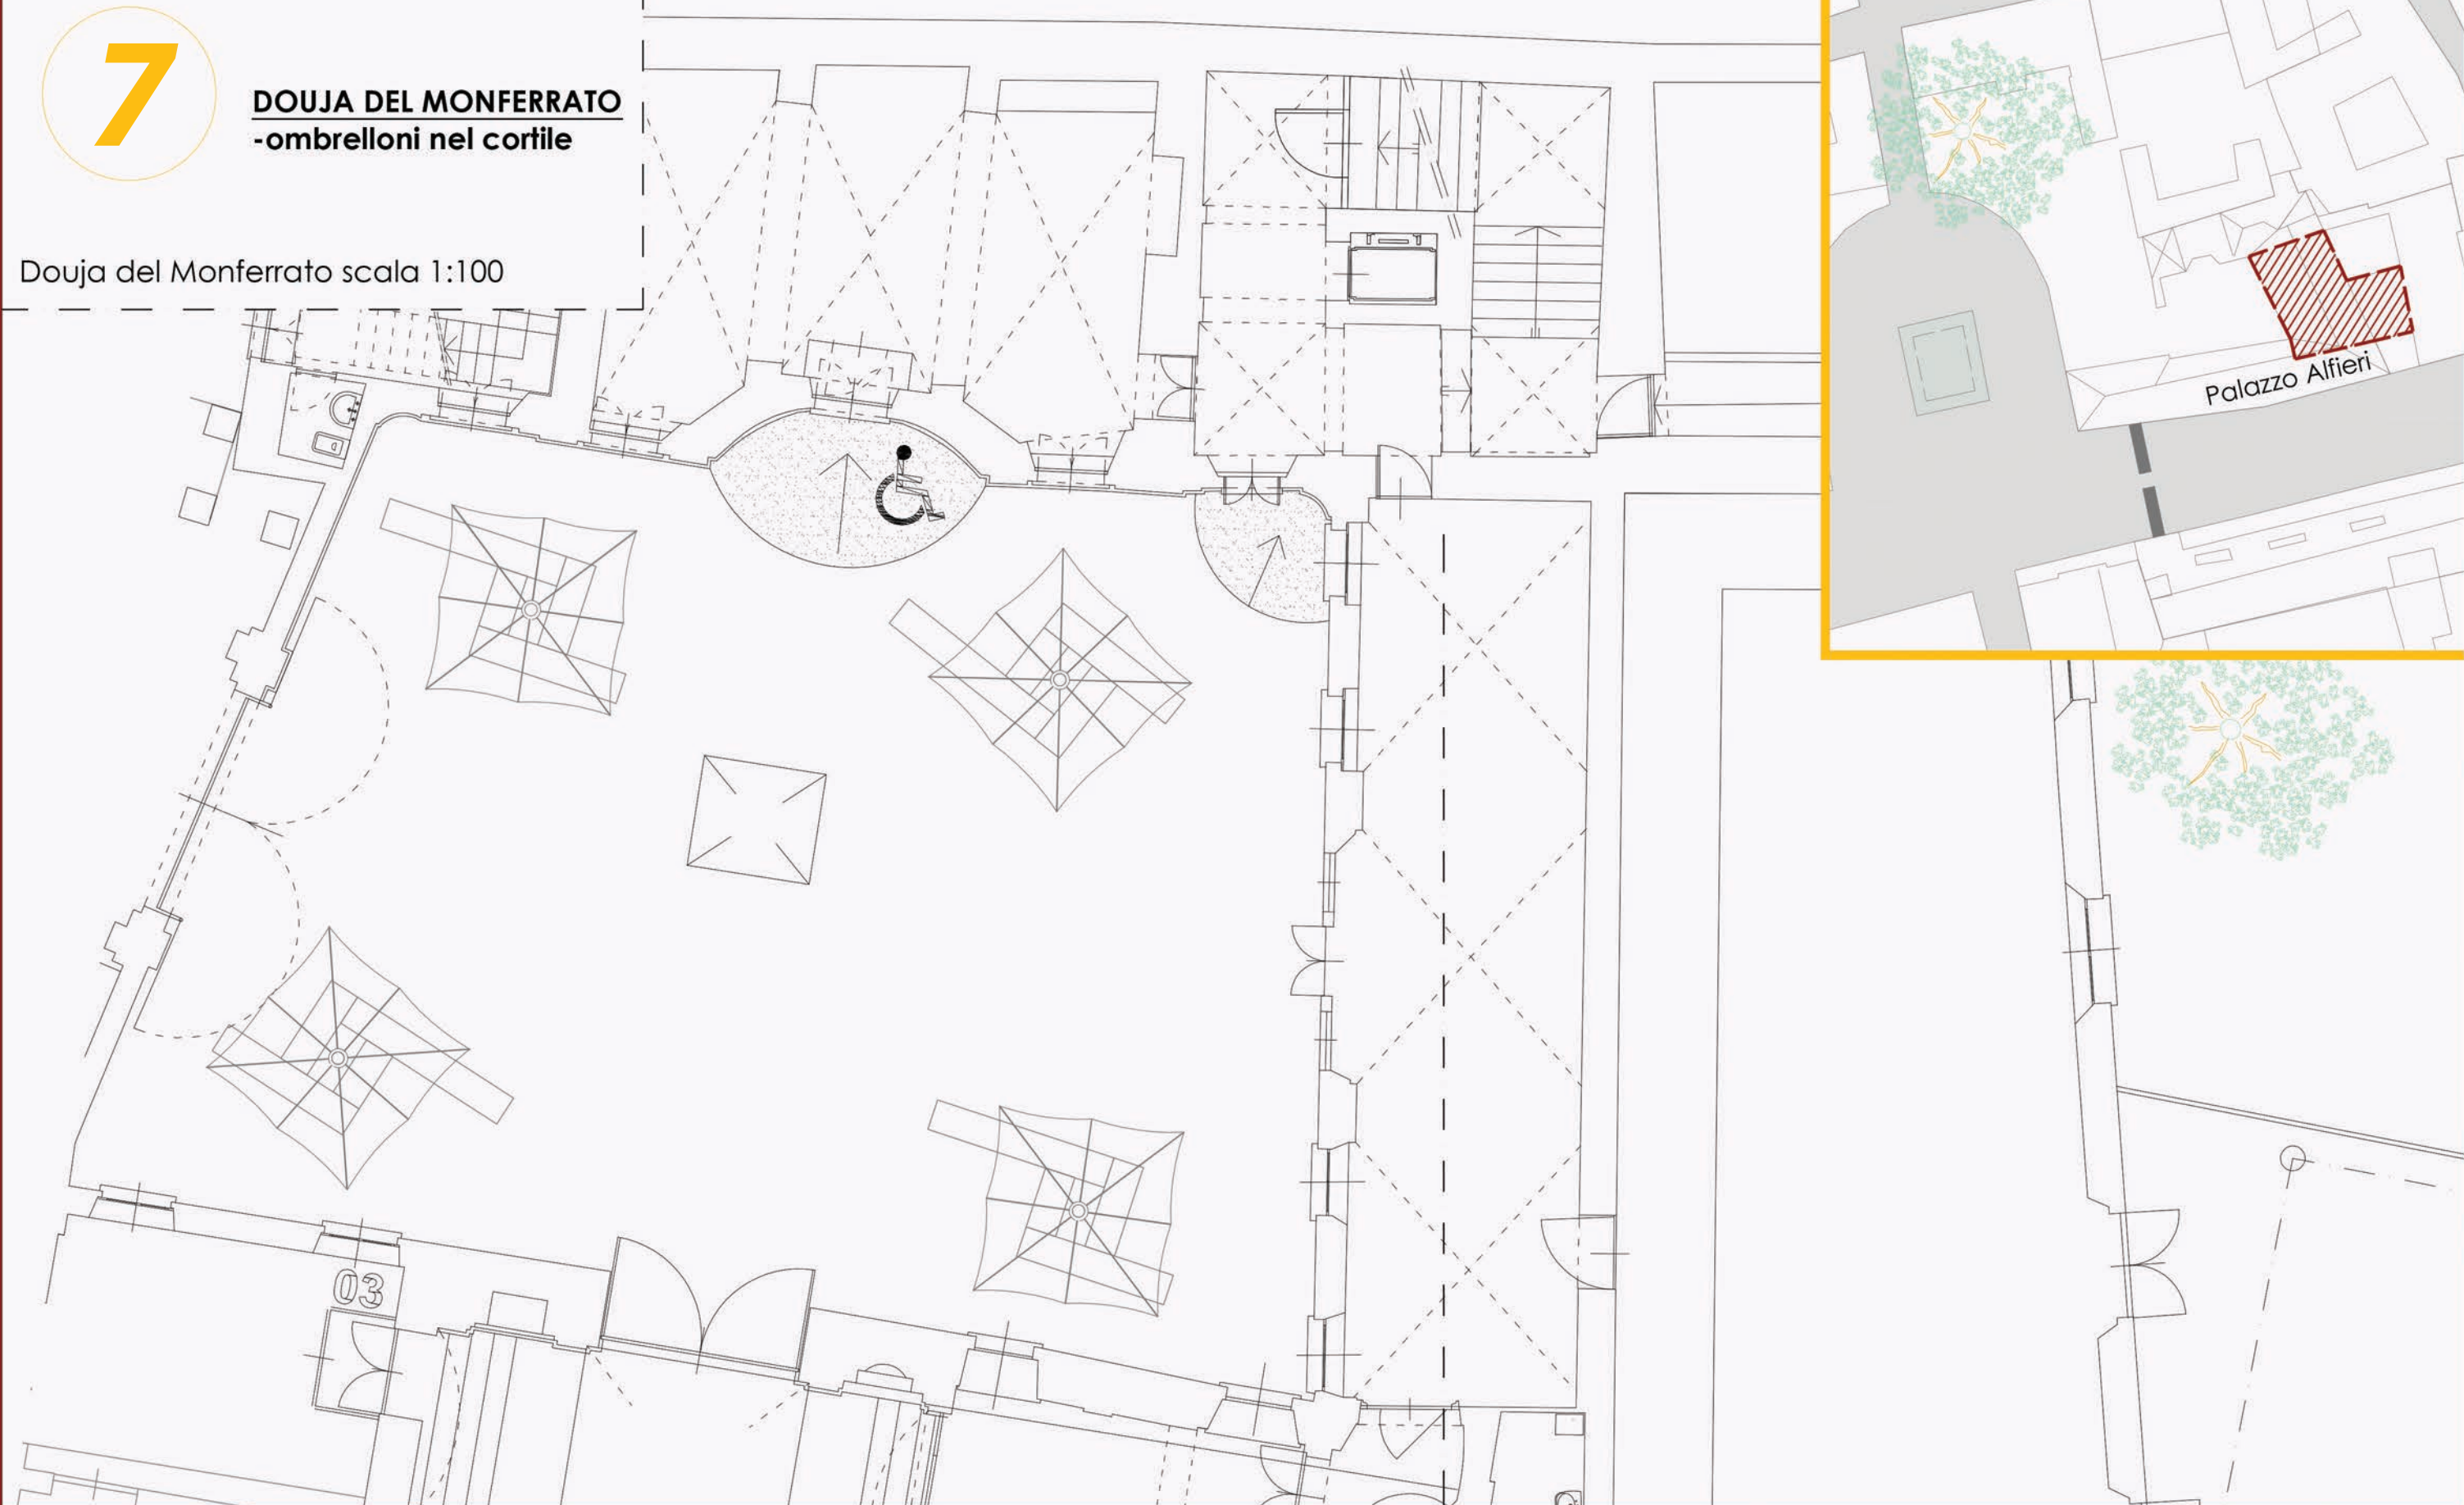 7
DOUJA DEL MONFERRATO
-ombrelloni nel cortile
Douja del Monferrato scala 1:100
Palazzo Alfieri
03